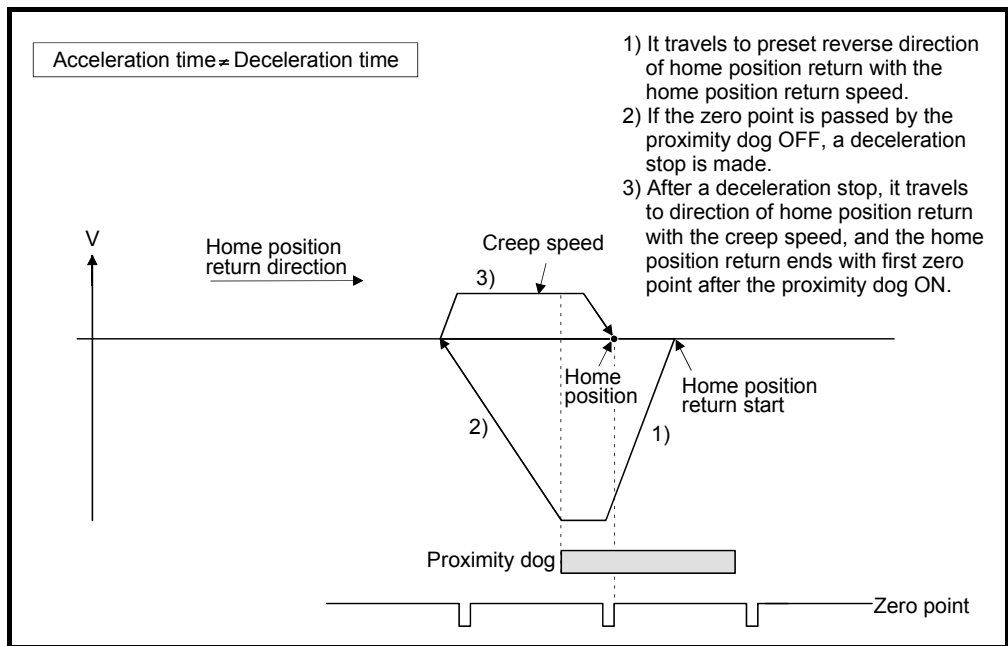 Acceleration time ≠ Deceleration time
1) It travels to preset reverse direction
of home position return with the
home position return speed.
2) If the zero point is passed by the
proximity dog OFF, a deceleration
stop is made.
3) After a deceleration stop, it travels
to direction of home position return
with the creep speed, and the home
position return ends with first zero
point after the proximity dog ON.
V
Home position
return direction
Creep speed
3)
Home
position
Home position
return start
2)
1)
Proximity dog
Zero point